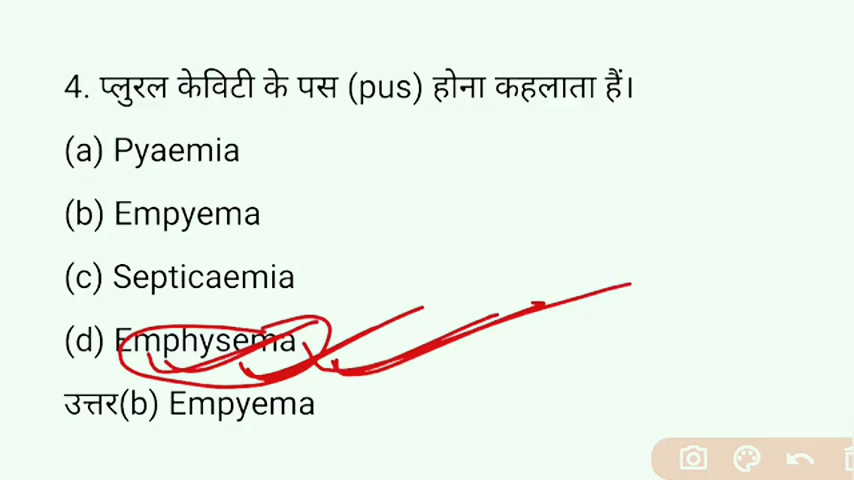 4. प्लुरल केविटी के पस (pus) होना कहलाता हैं।
(a) Pyaemia
(b) Empyema
(c) Septicaemia
(d) Emphysema
उत्तर(b) Empyema